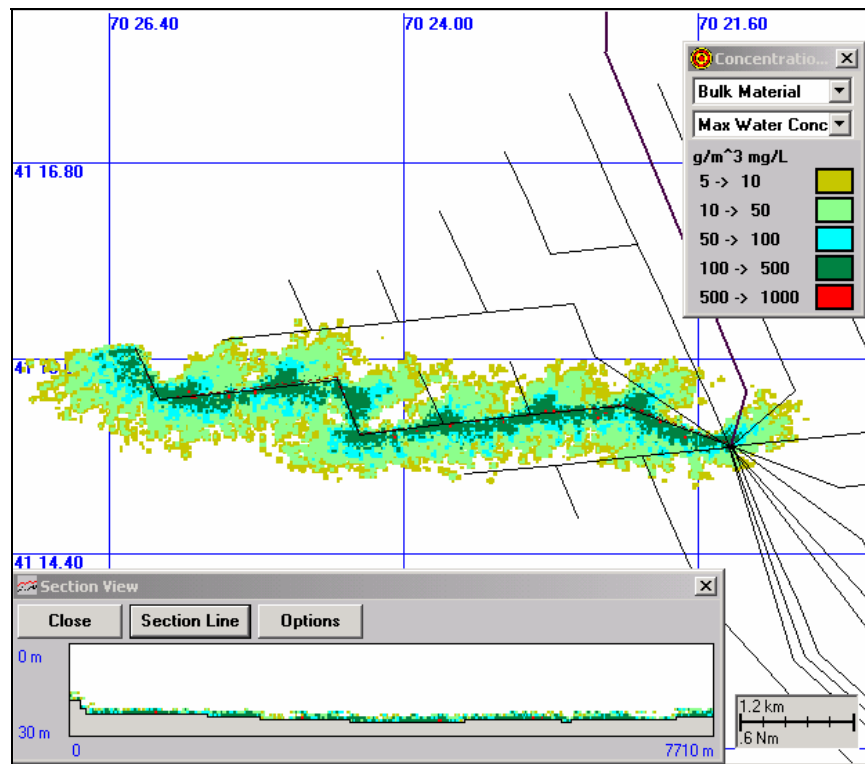 70 26.40
70 24.00
70 21.60
Concentratio...
Bulk Material
Max Water Conc
g/m^3 mg/L
5 -> 10
10 -> 50
50 -> 100
100 -> 500
500 -> 1000
41 16.80
41
41 14.40
Section View
Close
Section Line
Options
0 m
30 m
0
7710 m
1.2 km
.6 Nm